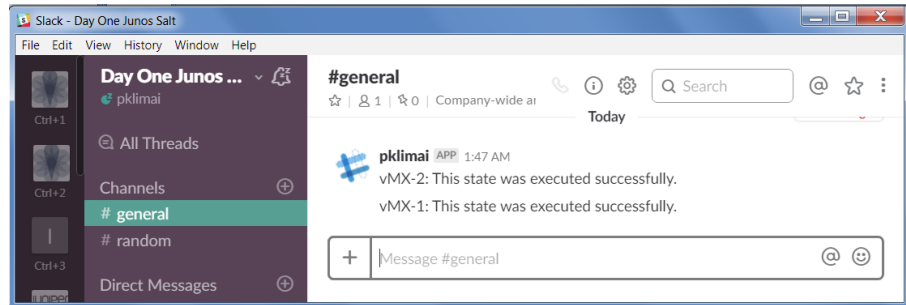 Slack - Day One Junos Salt
File Edit View History Window Help
Day One Junos ...
pklimai
Ctrl+1
All Threads
Ctrl+2
Channels
# general
# random
Ctrl+3
Direct Messages
#general
1 | 0 | Company-wide ar
Search
Today
pklimai APP 1:47 AM
vMX-2: This state was executed successfully.
vMX-1: This state was executed successfully.
Message #general